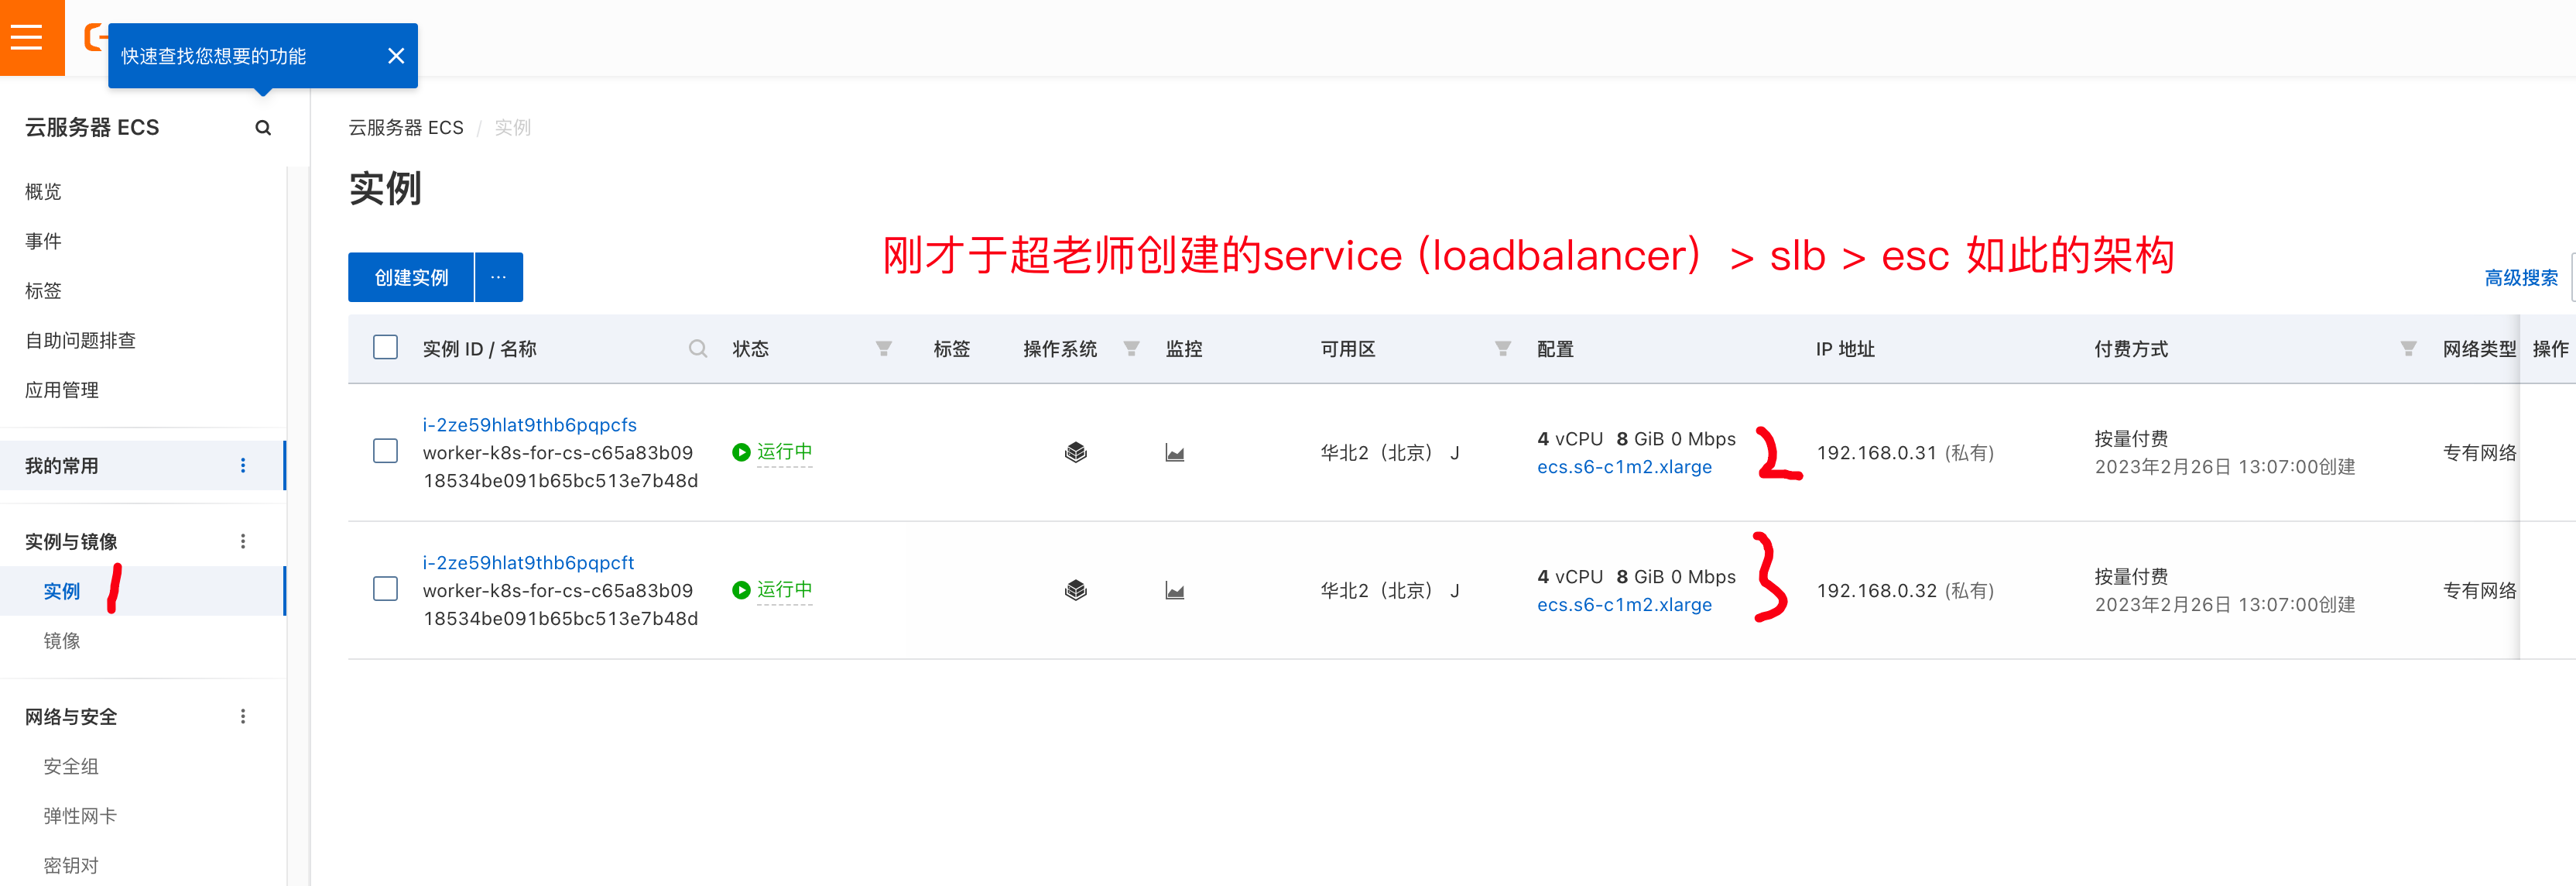 快速查找您想要的功能
云服务器 ECS
云服务器 ECS / 实例
概览
实例
事件
刚才于超老师创建的service (loadbalancer) > slb > esc 如此的架构
标签
创建实例 ...
高级搜索
自助问题排查
应用管理
实例 ID / 名称 状态 标签 操作系统 监控 可用区 配置 IP 地址 付费方式 网络类型 操作
我的常用
i-2ze59hlat9thb6pqpcfs
worker-k8s-for-cs-c65a83b09
18534be091b65bc513e7b48d
运行中
华北2（北京） J
4 vCPU 8 GiB 0 Mbps
ecs.s6-c1m2.xlarge
2
192.168.0.31 (私有)
按量付费
2023年2月26日 13:07:00创建
专有网络
实例与镜像
实例 1
镜像
i-2ze59hlat9thb6pqpcft
worker-k8s-for-cs-c65a83b09
18534be091b65bc513e7b48d
运行中
华北2（北京） J
4 vCPU 8 GiB 0 Mbps
ecs.s6-c1m2.xlarge
3
192.168.0.32 (私有)
按量付费
2023年2月26日 13:07:00创建
专有网络
网络与安全
安全组
弹性网卡
密钥对